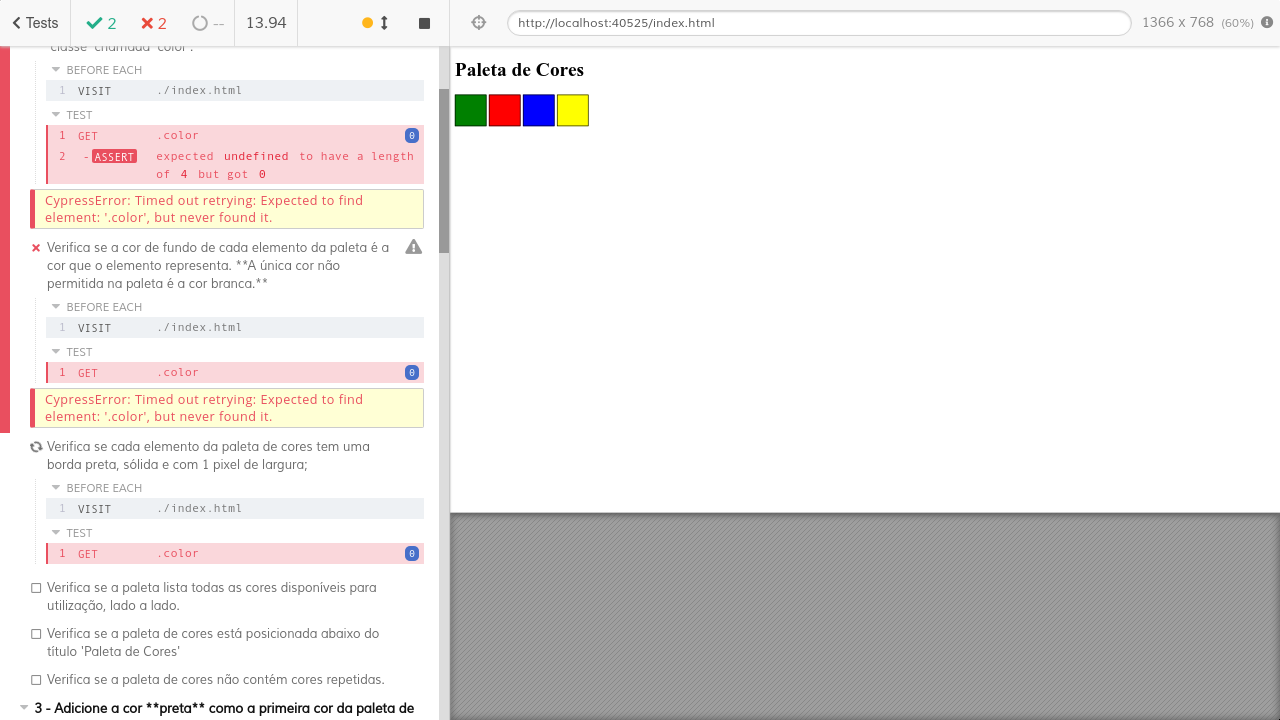 Tests 2 2 -- 13.94
http://localhost:40525/index.html 1366 x 768 (60%)
classe 'chamada 'color'.
BEFORE EACH
1 VISIT ./index.html
TEST
1 GET .color 0
2 -ASSERT expected undefined to have a length
of 4 but got 0
CypressError: Timed out retrying: Expected to find
element: '.color', but never found it.
Verifica se a cor de fundo de cada elemento da paleta é a
cor que o elemento representa. **A única cor não
permitida na paleta é a cor branca.**
BEFORE EACH
1 VISIT ./index.html
TEST
1 GET .color 0
CypressError: Timed out retrying: Expected to find
element: '.color', but never found it.
Verifica se cada elemento da paleta de cores tem uma
borda preta, sólida e com 1 pixel de largura;
BEFORE EACH
1 VISIT ./index.html
TEST
1 GET .color 0
Verifica se a paleta lista todas as cores disponíveis para
utilização, lado a lado.
Verifica se a paleta de cores está posicionada abaixo do
título 'Paleta de Cores'
Verifica se a paleta de cores não contém cores repetidas.
3 - Adicione a cor **preta** como a primeira cor da paleta de
Paleta de Cores